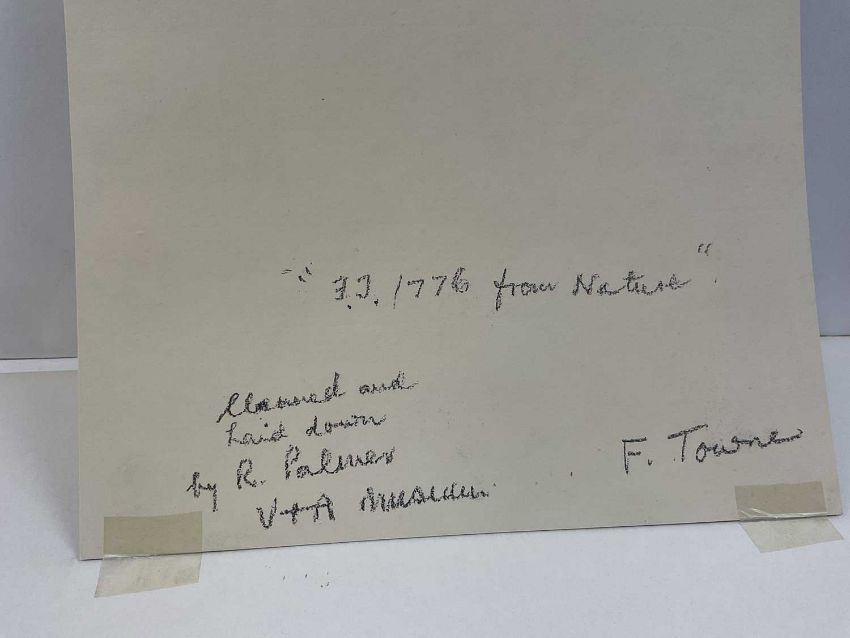 " F.T. 1776 from Nature".
Cleaned and
laid down
by R. Palmer
V+A Museum.
F. Towne